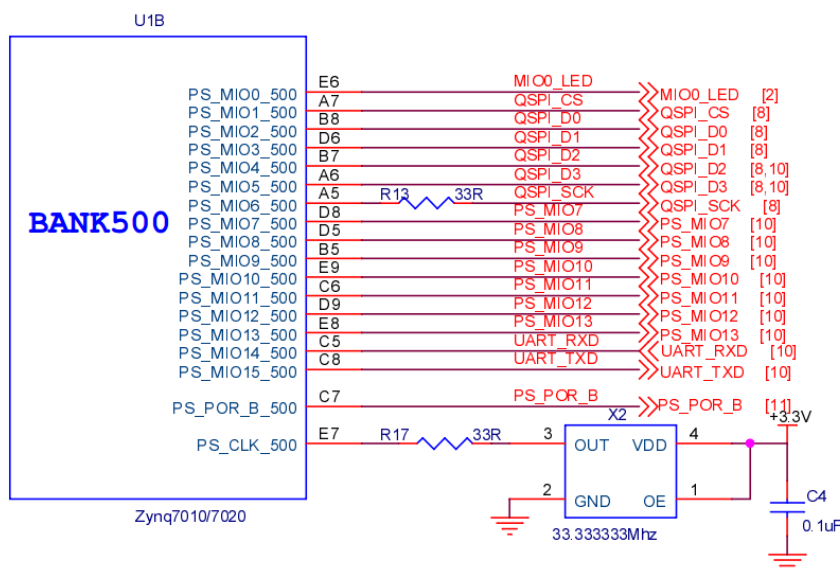 U1B
PS_MIO0_500 E6 MIO0_LED MIO0_LED [2]
PS_MIO1_500 A7 QSPI_CS QSPI_CS [8]
PS_MIO2_500 B8 QSPI_D0 QSPI_D0 [8]
PS_MIO3_500 D6 QSPI_D1 QSPI_D1 [8]
PS_MIO4_500 B7 QSPI_D2 QSPI_D2 [8,10]
PS_MIO5_500 A6 QSPI_D3 QSPI_D3 [8,10]
PS_MIO6_500 A5 R13 33R QSPI_SCK QSPI_SCK [8]
BANK500
PS_MIO7_500 D8 PS_MIO7 PS_MIO7 [10]
PS_MIO8_500 D5 PS_MIO8 PS_MIO8 [10]
PS_MIO9_500 B5 PS_MIO9 PS_MIO9 [10]
PS_MIO10_500 E9 PS_MIO10 PS_MIO10 [10]
PS_MIO11_500 C6 PS_MIO11 PS_MIO11 [10]
PS_MIO12_500 D9 PS_MIO12 PS_MIO12 [10]
PS_MIO13_500 E8 PS_MIO13 PS_MIO13 [10]
PS_MIO14_500 C5 UART_RXD UART_RXD [10]
PS_MIO15_500 C8 UART_TXD UART_TXD [10]
PS_POR_B_500 C7 PS_POR_B PS_POR_B [11]
X2 +3.3V
PS_CLK_500 E7 R17 33R 3 OUT VDD 4
2 GND OE 1
C4
0.1uF
Zynq7010/7020
33.333333Mhz